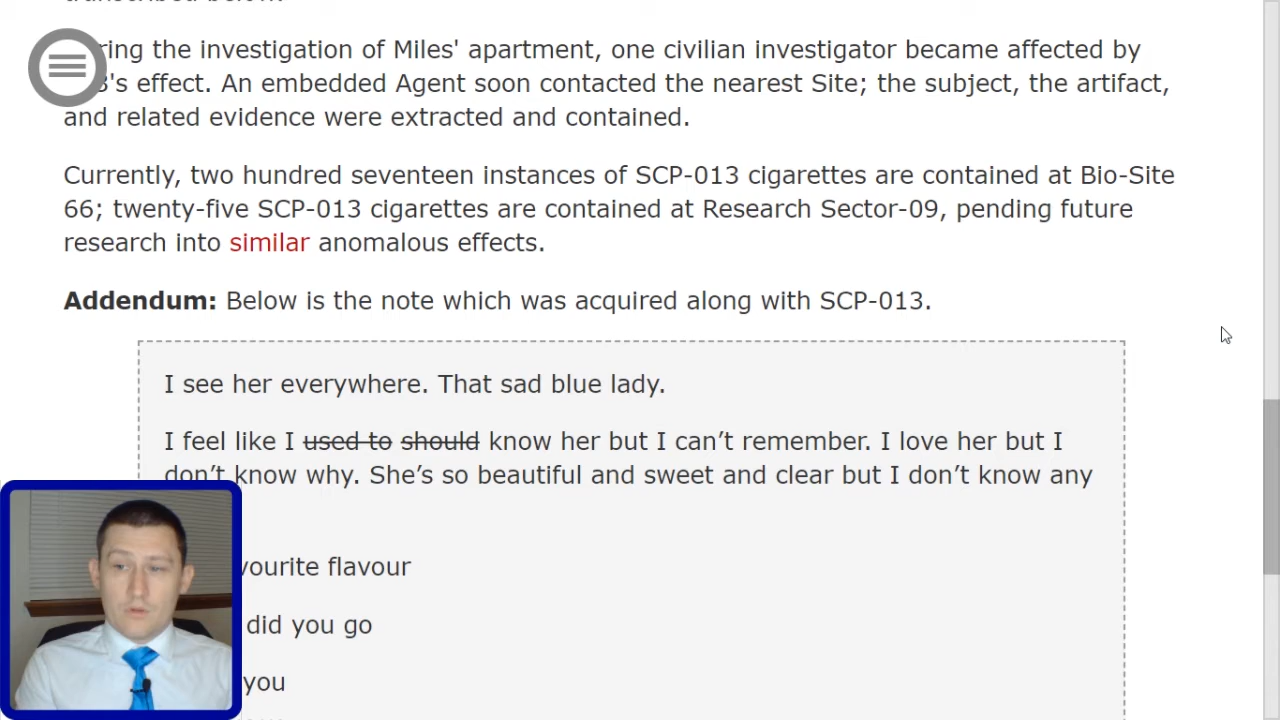 the investigation of Miles' apartment, one civilian investigator became affected by
's effect. An embedded Agent soon contacted the nearest Site; the subject, the artifact,
and related evidence were extracted and contained.
Currently, two hundred seventeen instances of SCP-013 cigarettes are contained at Bio-Site
66; twenty-five SCP-013 cigarettes are contained at Research Sector-09, pending future
research into similar anomalous effects.
Addendum: Below is the note which was acquired along with SCP-013.
I see her everywhere. That sad blue lady.
I feel like I used to should know her but I can’t remember. I love her but I
don’t know why. She’s so beautiful and sweet and clear but I don’t know any
vourite flavour
did you go
you